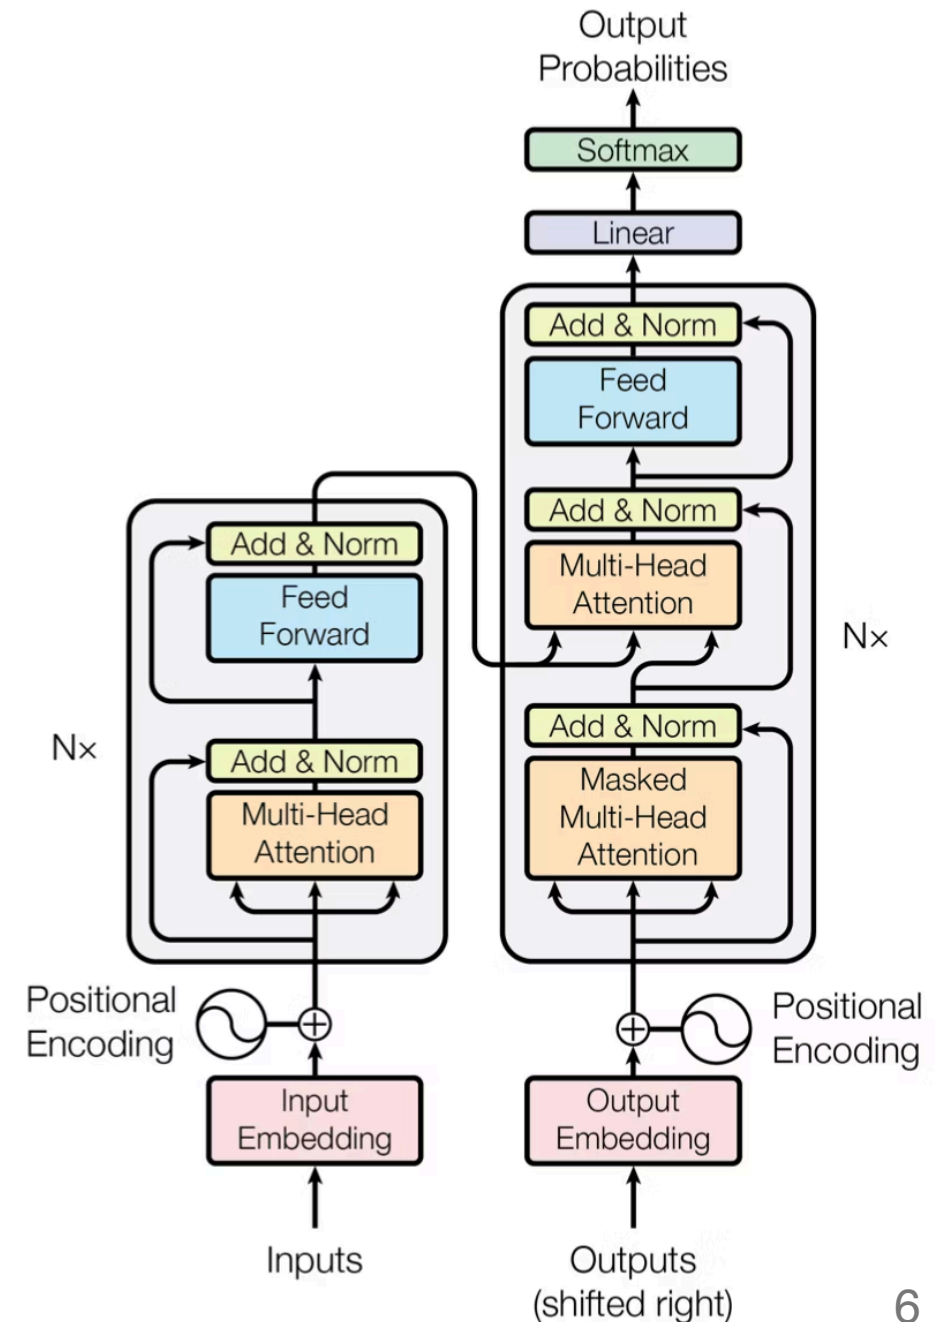 Output
Probabilities
Softmax
Linear
Add & Norm
Feed
Forward
Add & Norm
Multi-Head
Attention
Nx
Add & Norm
Masked
Multi-Head
Attention
Add & Norm
Feed
Forward
Nx
Add & Norm
Multi-Head
Attention
Positional
Encoding
Positional
Encoding
Input
Embedding
Output
Embedding
Inputs
Outputs
(shifted right)
6